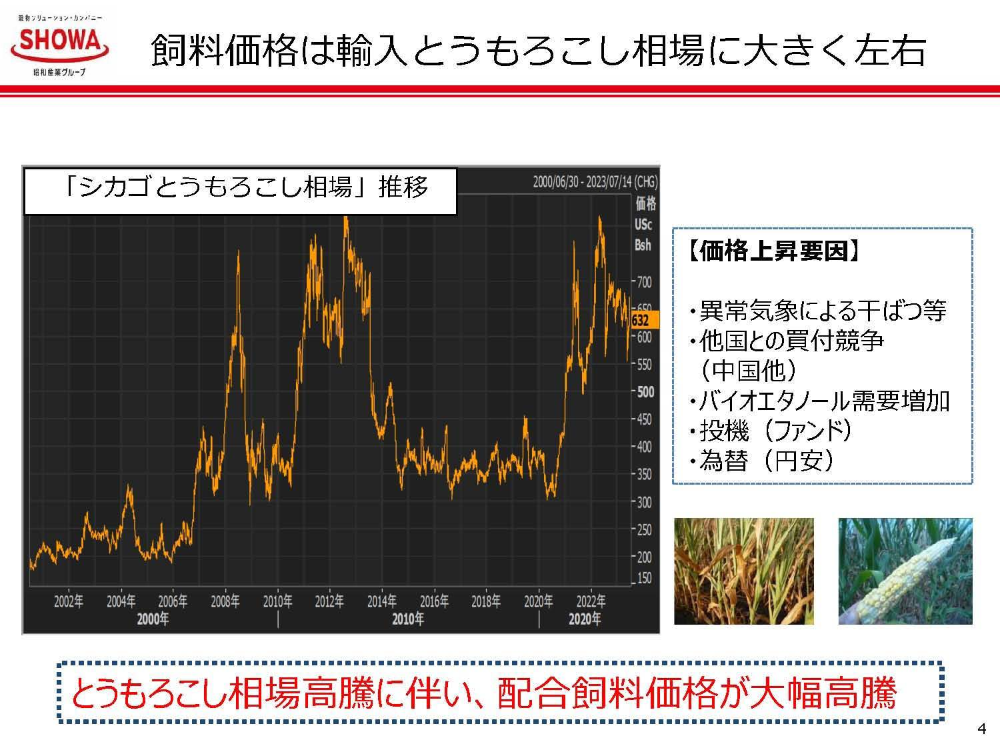 穀物ソリューション・カンパニー
SHOWA
昭和産業グループ
飼料価格は輸入とうもろこし相場に大きく左右
「シカゴとうもろこし相場」推移
2000/06/30 - 2023/07/14 (CHG)
価格
USc
Bsh
700
650
632
600
550
500
450
400
350
300
250
200
150
2002年 2004年 2006年 2008年 2010年 2012年 2014年 2016年 2018年 2020年 2022年
2000年 2010年 2020年
【価格上昇要因】
・異常気象による干ばつ等
・他国との買付競争
（中国他）
・バイオエタノール需要増加
・投機（ファンド）
・為替（円安）
とうもろこし相場高騰に伴い、配合飼料価格が大幅高騰
4